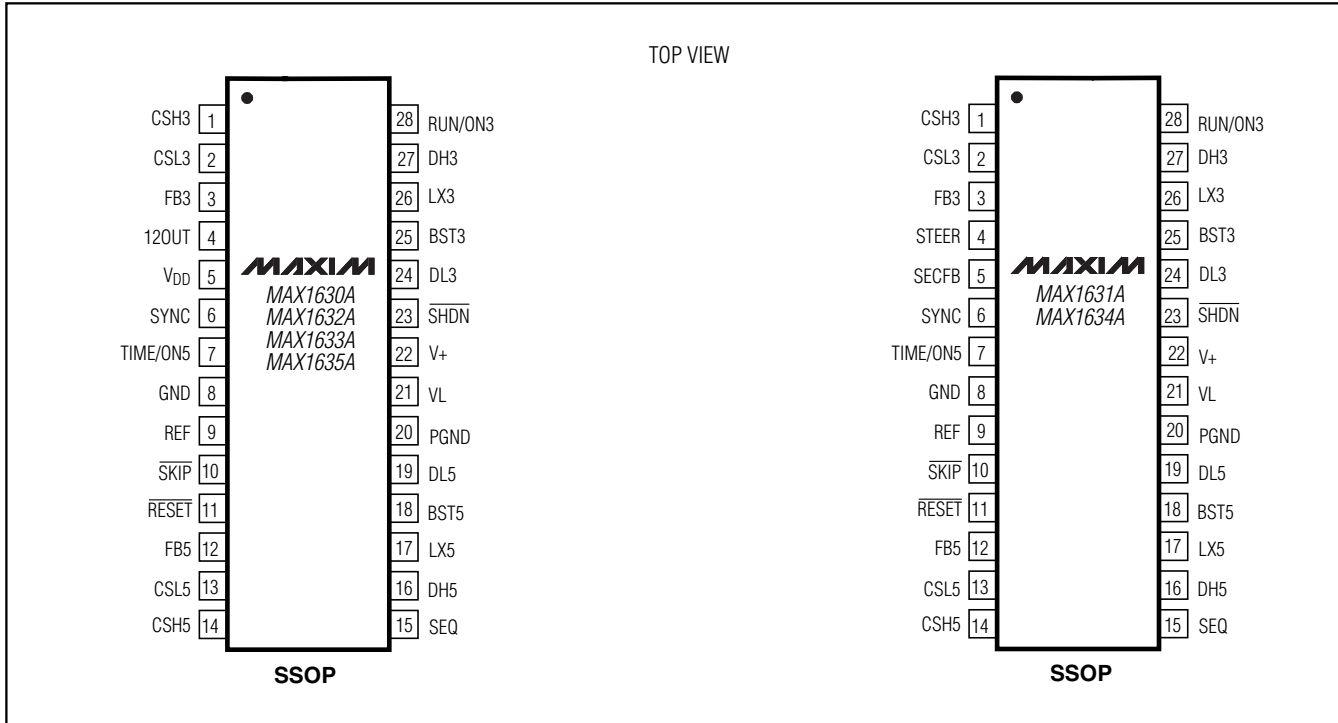 TOP VIEW
CSH3 1
CSL3 2
FB3 3
12OUT 4
VDD 5
SYNC 6
TIME/ON5 7
GND 8
REF 9
SKIP 10
RESET 11
FB5 12
CSL5 13
CSH5 14
MAXIM
MAX1630A
MAX1632A
MAX1633A
MAX1635A
28 RUN/ON3
27 DH3
26 LX3
25 BST3
24 DL3
23 SHDN
22 V+
21 VL
20 PGND
19 DL5
18 BST5
17 LX5
16 DH5
15 SEQ
SSOP
CSH3 1
CSL3 2
FB3 3
STEER 4
SECFB 5
SYNC 6
TIME/ON5 7
GND 8
REF 9
SKIP 10
RESET 11
FB5 12
CSL5 13
CSH5 14
MAXIM
MAX1631A
MAX1634A
28 RUN/ON3
27 DH3
26 LX3
25 BST3
24 DL3
23 SHDN
22 V+
21 VL
20 PGND
19 DL5
18 BST5
17 LX5
16 DH5
15 SEQ
SSOP